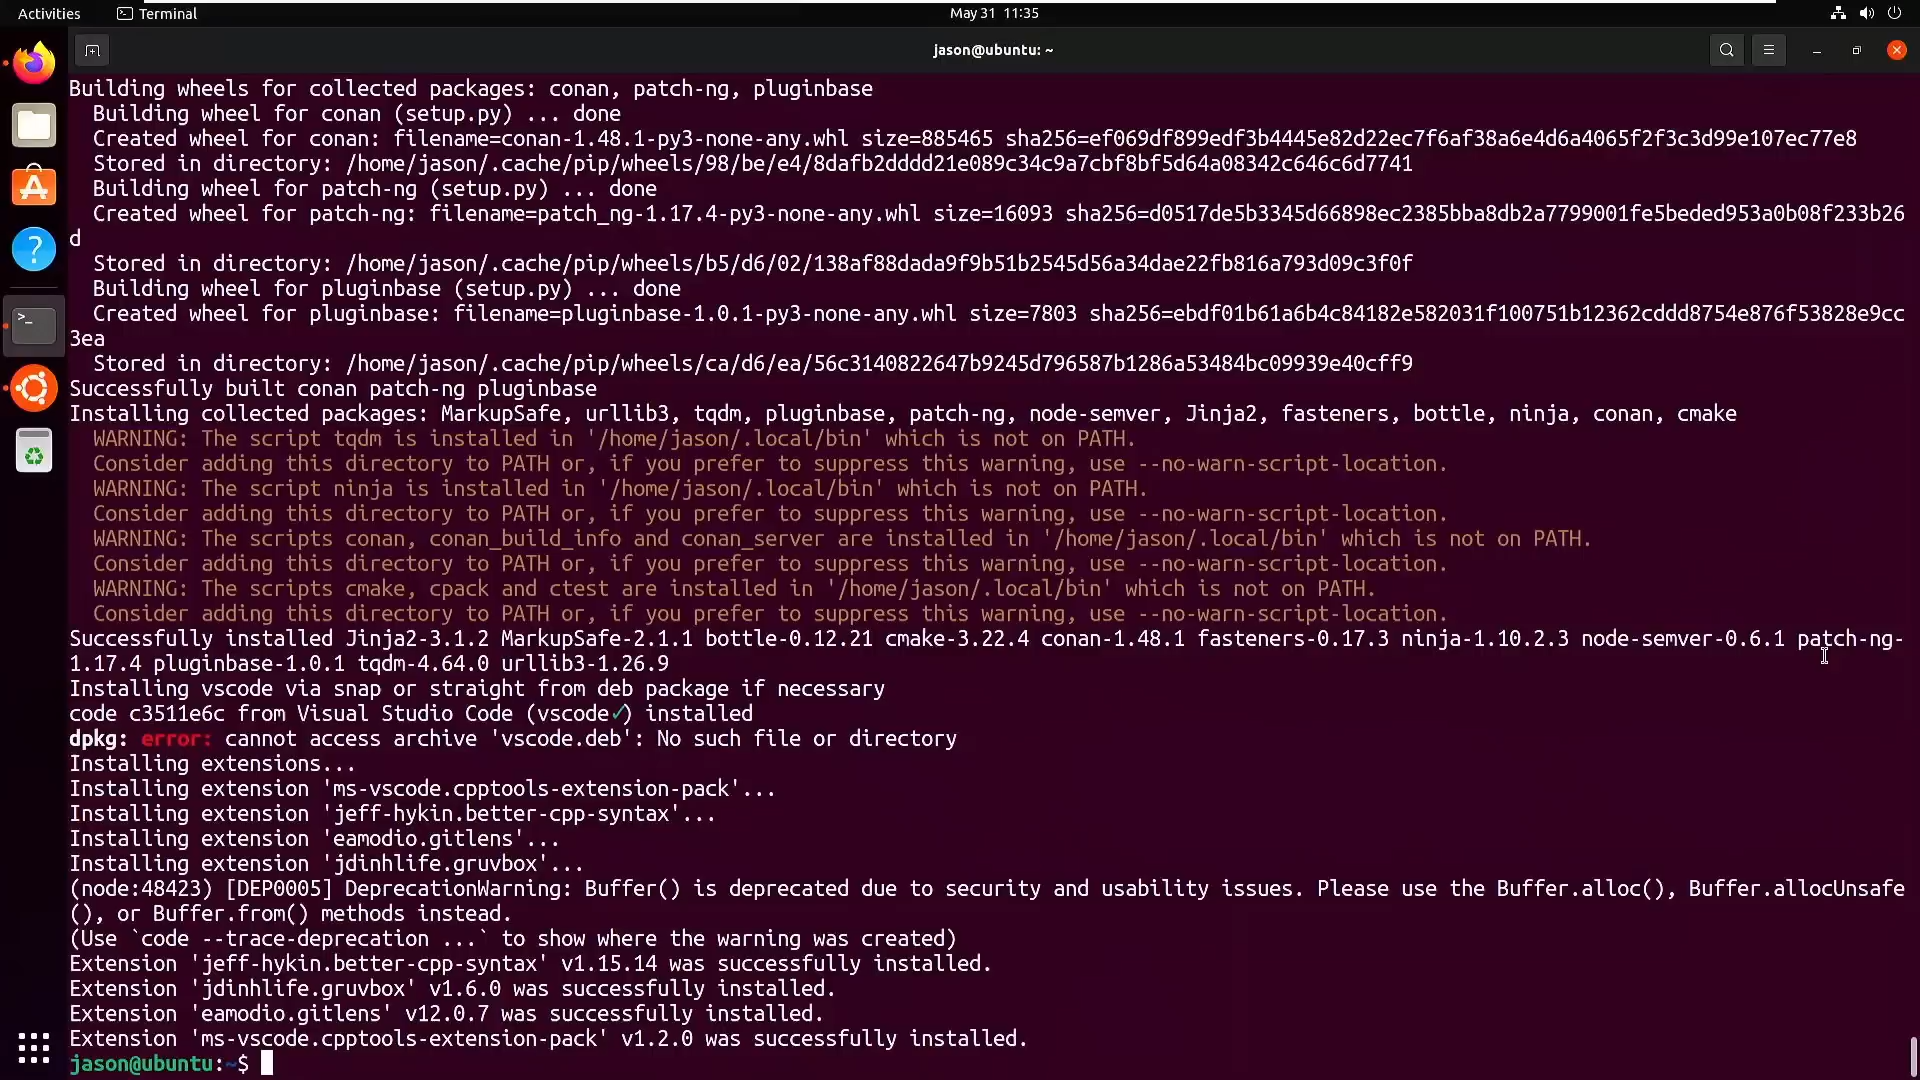 Activities
Terminal
May 31 11:35
jason@ubuntu: ~
Building wheels for collected packages: conan, patch-ng, pluginbase
Building wheel for conan (setup.py) ... done
Created wheel for conan: filename=conan-1.48.1-py3-none-any.whl size=885465 sha256=ef069df899edf3b4445e82d22ec7f6af38a6e4d6a4065f2f3c3d99e107ec77e8
Stored in directory: /home/jason/.cache/pip/wheels/98/be/e4/8dafb2dddd21e089c34c9a7cbf8bf5d64a08342c646c6d7741
Building wheel for patch-ng (setup.py) ... done
Created wheel for patch-ng: filename=patch_ng-1.17.4-py3-none-any.whl size=16093 sha256=d0517de5b3345d66898ec2385bba8db2a7799001fe5beded953a0b08f233b26
d
Stored in directory: /home/jason/.cache/pip/wheels/b5/d6/02/138af88dada9f9b51b2545d56a34dae22fb816a793d09c3f0f
Building wheel for pluginbase (setup.py) ... done
Created wheel for pluginbase: filename=pluginbase-1.0.1-py3-none-any.whl size=7803 sha256=ebdf01b61a6b4c84182e582031f100751b12362cddd8754e876f53828e9cc
3ea
Stored in directory: /home/jason/.cache/pip/wheels/ca/d6/ea/56c3140822647b9245d796587b1286a53484bc09939e40cff9
Successfully built conan patch-ng pluginbase
Installing collected packages: MarkupSafe, urllib3, tqdm, pluginbase, patch-ng, node-semver, Jinja2, fasteners, bottle, ninja, conan, cmake
WARNING: The script tqdm is installed in '/home/jason/.local/bin' which is not on PATH.
Consider adding this directory to PATH or, if you prefer to suppress this warning, use --no-warn-script-location.
WARNING: The script ninja is installed in '/home/jason/.local/bin' which is not on PATH.
Consider adding this directory to PATH or, if you prefer to suppress this warning, use --no-warn-script-location.
WARNING: The scripts conan, conan_build_info and conan_server are installed in '/home/jason/.local/bin' which is not on PATH.
Consider adding this directory to PATH or, if you prefer to suppress this warning, use --no-warn-script-location.
WARNING: The scripts cmake, cpack and ctest are installed in '/home/jason/.local/bin' which is not on PATH.
Consider adding this directory to PATH or, if you prefer to suppress this warning, use --no-warn-script-location.
Successfully installed Jinja2-3.1.2 MarkupSafe-2.1.1 bottle-0.12.21 cmake-3.22.4 conan-1.48.1 fasteners-0.17.3 ninja-1.10.2.3 node-semver-0.6.1 patch-ng-
1.17.4 pluginbase-1.0.1 tqdm-4.64.0 urllib3-1.26.9
Installing vscode via snap or straight from deb package if necessary
code c3511e6c from Visual Studio Code (vscode✓) installed
dpkg: error: cannot access archive 'vscode.deb': No such file or directory
Installing extensions...
Installing extension 'ms-vscode.cpptools-extension-pack'...
Installing extension 'jeff-hykin.better-cpp-syntax'...
Installing extension 'eamodio.gitlens'...
Installing extension 'jdinhlife.gruvbox'...
(node:48423) [DEP0005] DeprecationWarning: Buffer() is deprecated due to security and usability issues. Please use the Buffer.alloc(), Buffer.allocUnsafe
(), or Buffer.from() methods instead.
(Use `code --trace-deprecation ...` to show where the warning was created)
Extension 'jeff-hykin.better-cpp-syntax' v1.15.14 was successfully installed.
Extension 'jdinhlife.gruvbox' v1.6.0 was successfully installed.
Extension 'eamodio.gitlens' v12.0.7 was successfully installed.
Extension 'ms-vscode.cpptools-extension-pack' v1.2.0 was successfully installed.
jason@ubuntu:~$